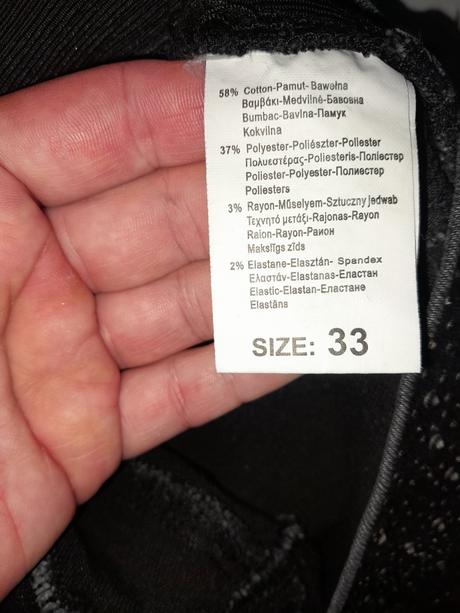 58% Cotton-Pamut- Bawełna
Βαμβάκι-Medvilnė-Бавовна
Bumbac-Bavlna-Памук
Kokvilna
37% Polyester-Poliészter-Poliester
Πολυεστέρας-Poliesteris-Поліестер
Poliester-Polyester-Полиестер
Poliesters
3% Rayon-Műselyem-Sztuczny jedwab
Τεχνητό μετάξι-Rajonas-Rayon
Raion-Rayon-Раион
Mākslīgs zīds
2% Elastane-Elasztán- Spandex
Ελαστάν-Elastanas-Еластан
Elastic-Elastan-Еластане
Elastāns
SIZE: 33